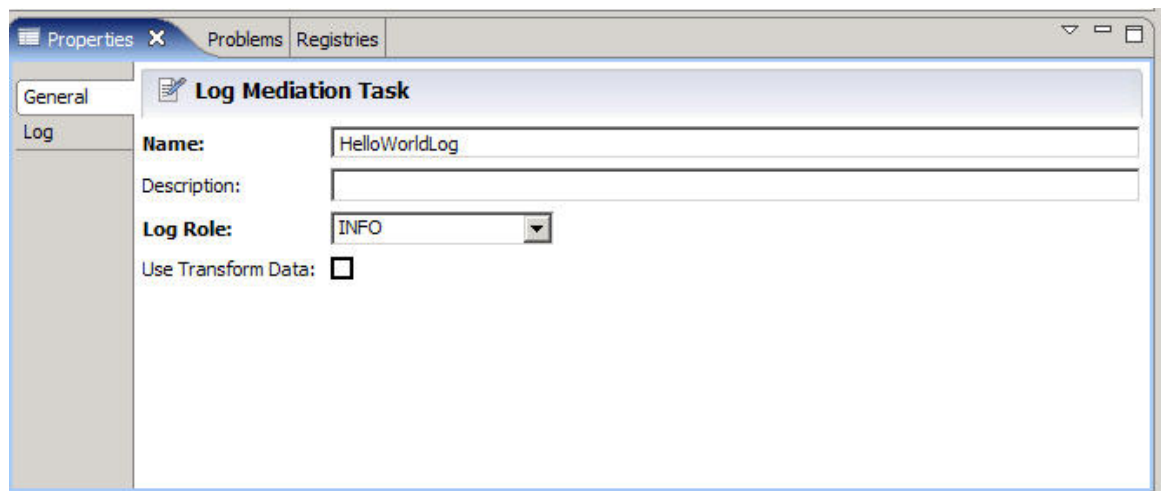 Properties Problems Registries
General
Log Mediation Task
Log
Name: HelloWorldLog
Description:
Log Role: INFO
Use Transform Data: